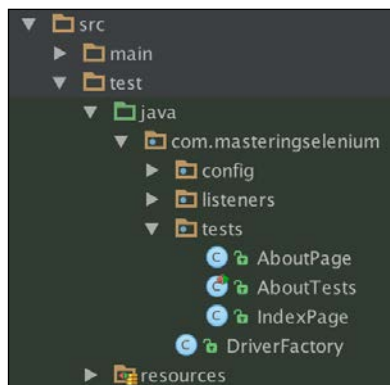 src
main
test
java
com.masteringselenium
config
listeners
tests
AboutPage
AboutTests
IndexPage
DriverFactory
resources